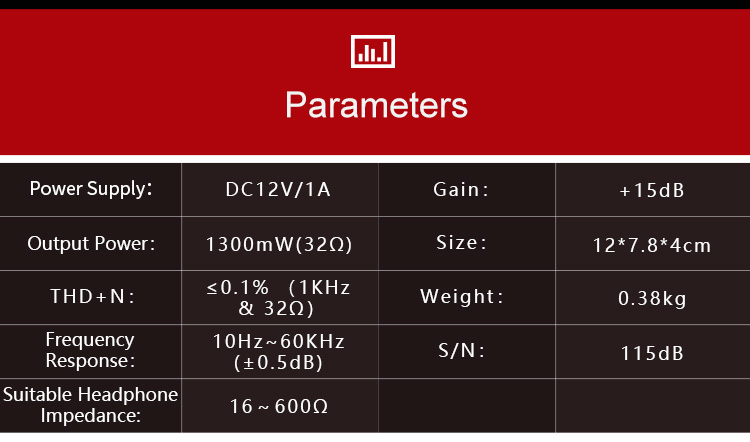 Parameters
Power Supply: DC12V/1A Gain: +15dB
Output Power: 1300mW(32Ω) Size: 12*7.8*4cm
THD+N: ≤0.1% (1KHz
& 32Ω) Weight: 0.38kg
Frequency
Response: 10Hz~60KHz
(±0.5dB) S/N: 115dB
Suitable Headphone
Impedance: 16~600Ω